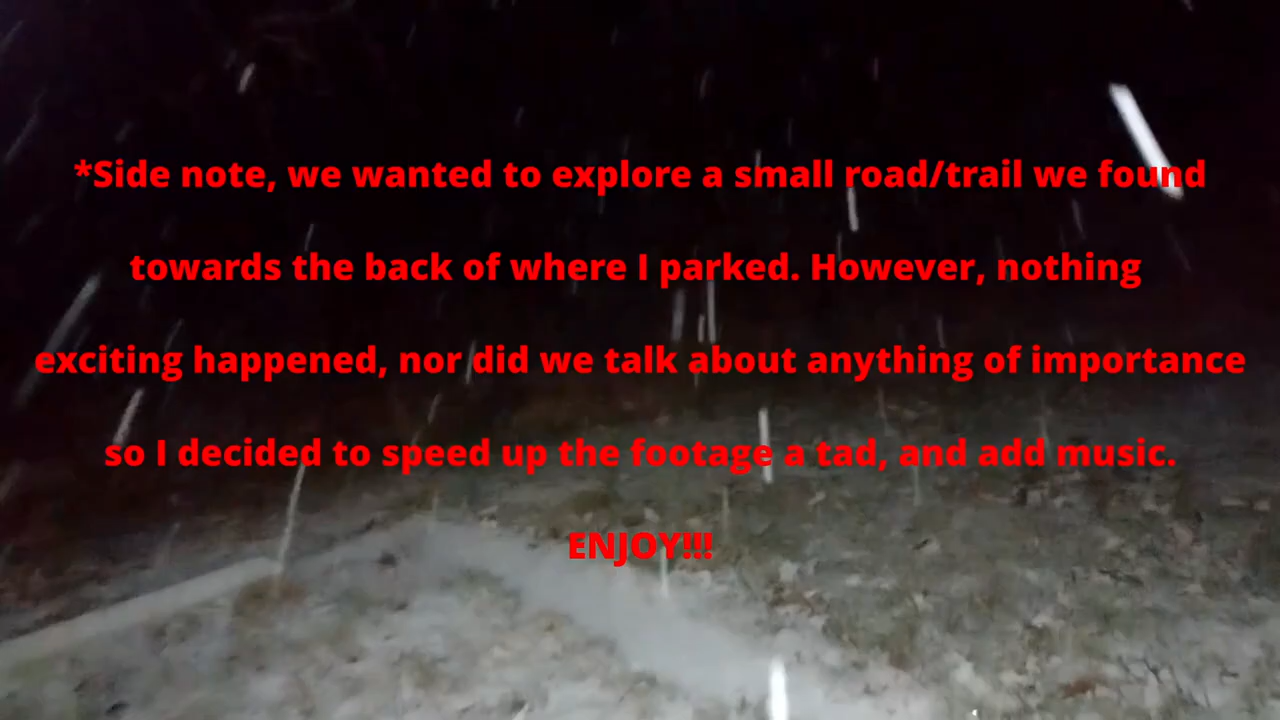 *Side note, we wanted to explore a small road/trail we found
towards the back of where I parked. However, nothing
exciting happened, nor did we talk about anything of importance
so I decided to speed up the footage a tad, and add music.
ENJOY!!!